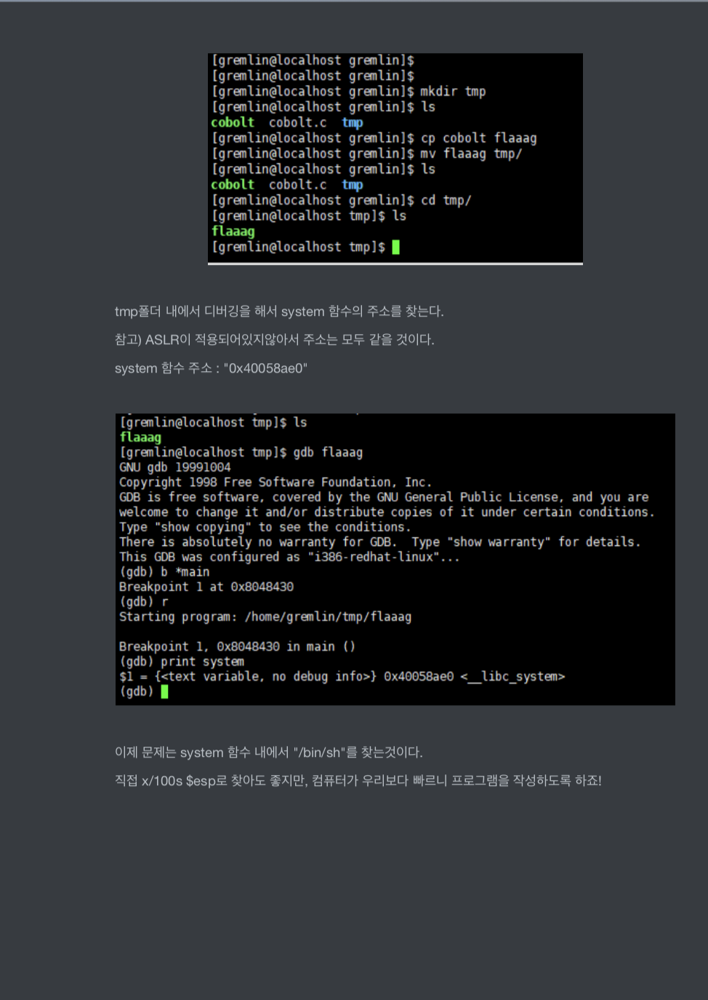 [gremlin@localhost gremlin]$
[gremlin@localhost gremlin]$
[gremlin@localhost gremlin]$ mkdir tmp
[gremlin@localhost gremlin]$ ls
cobolt  cobolt.c  tmp
[gremlin@localhost gremlin]$ cp cobolt flaaag
[gremlin@localhost gremlin]$ mv flaaag tmp/
[gremlin@localhost gremlin]$ ls
cobolt  cobolt.c  tmp
[gremlin@localhost gremlin]$ cd tmp/
[gremlin@localhost tmp]$ ls
flaaag
[gremlin@localhost tmp]$
tmp폴더 내에서 디버깅을 해서 system 함수의 주소를 찾는다.
참고) ASLR이 적용되어있지않아서 주소는 모두 같을 것이다.
system 함수 주소 : "0x40058ae0"
[gremlin@localhost tmp]$ ls
flaaag
[gremlin@localhost tmp]$ gdb flaaag
GNU gdb 19991004
Copyright 1998 Free Software Foundation, Inc.
GDB is free software, covered by the GNU General Public License, and you are
welcome to change it and/or distribute copies of it under certain conditions.
Type "show copying" to see the conditions.
There is absolutely no warranty for GDB.  Type "show warranty" for details.
This GDB was configured as "i386-redhat-linux"...
(gdb) b *main
Breakpoint 1 at 0x8048430
(gdb) r
Starting program: /home/gremlin/tmp/flaaag
Breakpoint 1, 0x8048430 in main ()
(gdb) print system
$1 = {<text variable, no debug info>} 0x40058ae0 <__libc_system>
(gdb)
이제 문제는 system 함수 내에서 "/bin/sh"를 찾는것이다.
직접 x/100s $esp로 찾아도 좋지만, 컴퓨터가 우리보다 빠르니 프로그램을 작성하도록 하죠!